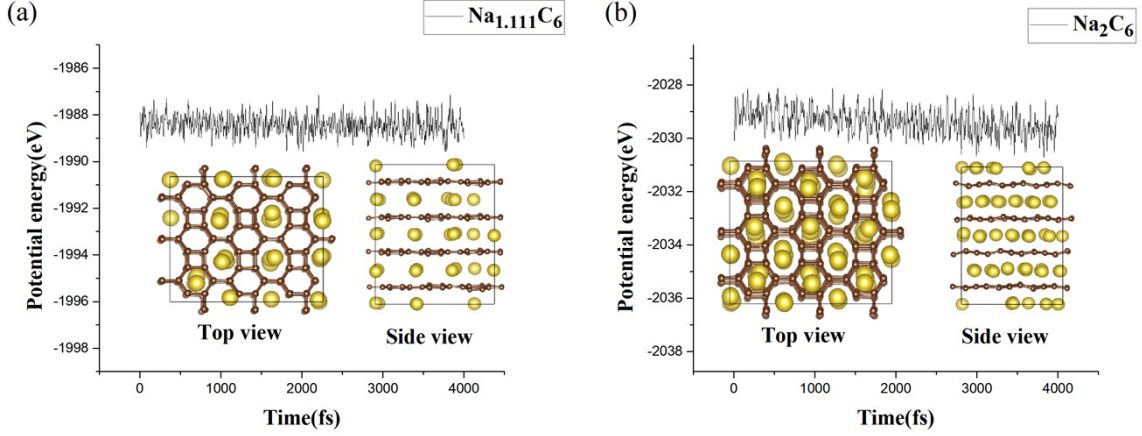 (a)
Na1.111C6
Potential energy(eV)
-1986
-1988
-1990
-1992
-1994
-1996
-1998
Top view
Side view
0 1000 2000 3000 4000
Time(fs)
(b)
Na2C6
Potential energy(eV)
-2028
-2030
-2032
-2034
-2036
-2038
Top view
Side view
0 1000 2000 3000 4000
Time(fs)